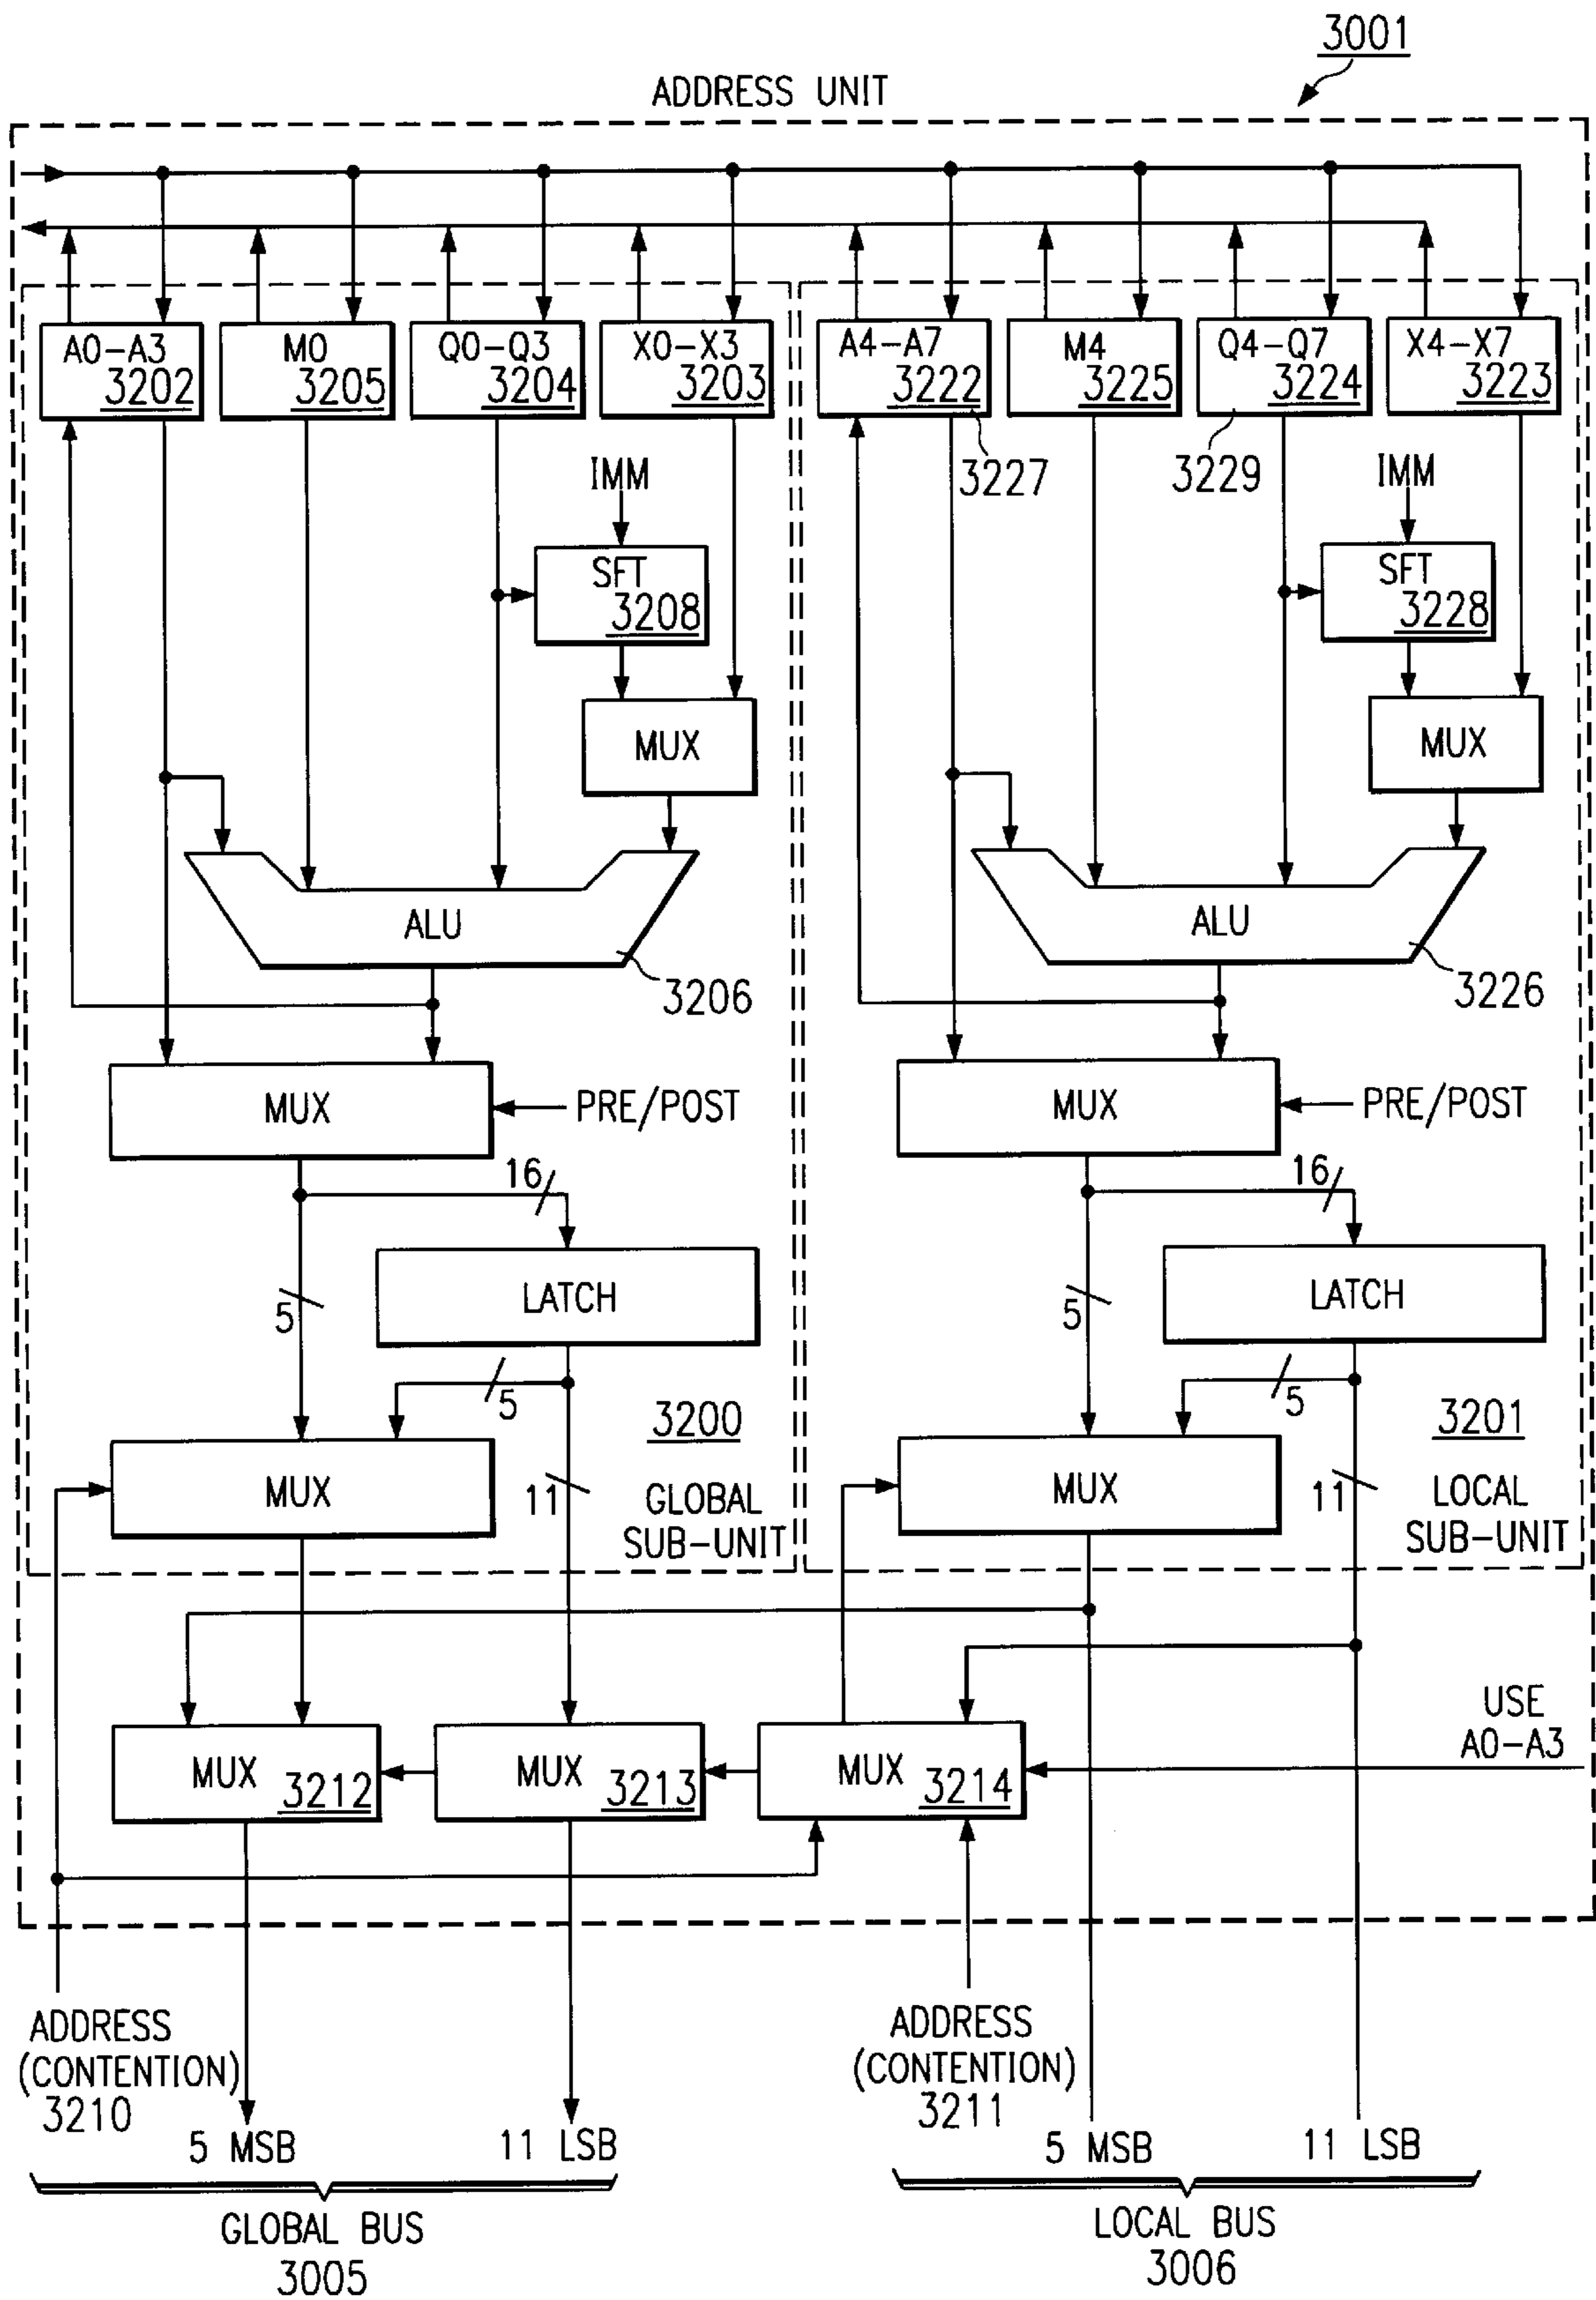 3001
ADDRESS UNIT
A0-A3
3202
M0
3205
Q0-Q3
3204
X0-X3
3203
A4-A7
3222
M4
3225
Q4-Q7
3224
X4-X7
3223
3227
3229
IMM
IMM
SFT
3208
SFT
3228
MUX
MUX
ALU
ALU
3206
3226
MUX
PRE/POST
MUX
PRE/POST
16
16
LATCH
LATCH
5
5
5
5
3200
3201
MUX
11
GLOBAL
SUB-UNIT
MUX
11
LOCAL
SUB-UNIT
USE
A0-A3
MUX
3212
MUX
3213
MUX
3214
ADDRESS
(CONTENTION)
3210
ADDRESS
(CONTENTION)
3211
5 MSB
11 LSB
5 MSB
11 LSB
GLOBAL BUS
3005
LOCAL BUS
3006